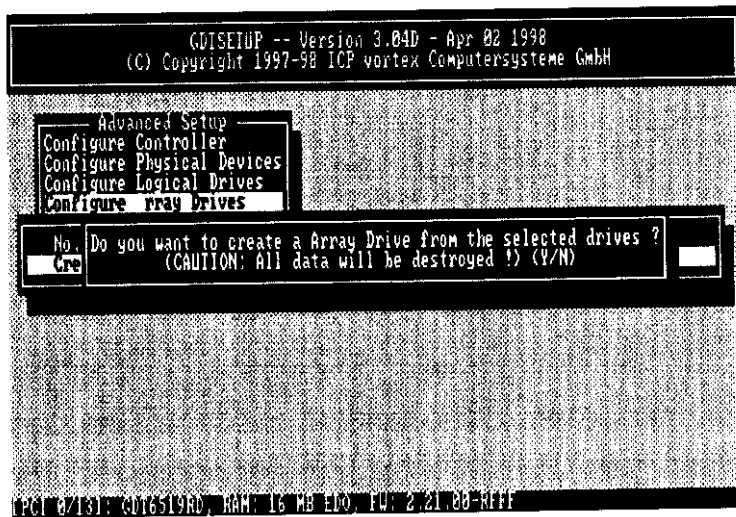 GDTSETUP -- Version 3.04D - Apr 02 1998
(C) Copyright 1997-98 ICP vortex Computersysteme GmbH
Advanced Setup
Configure Controller
Configure Physical Devices
Configure Logical Drives
Configure rray Drives
No.
Cre
Do you want to create a Array Drive from the selected drives ?
(CAUTION: All data will be destroyed !) (Y/N)
[PCI 0/13]: GDT6519RD, RAM: 16 MB EDO, FW: 2.21.00-RFFF